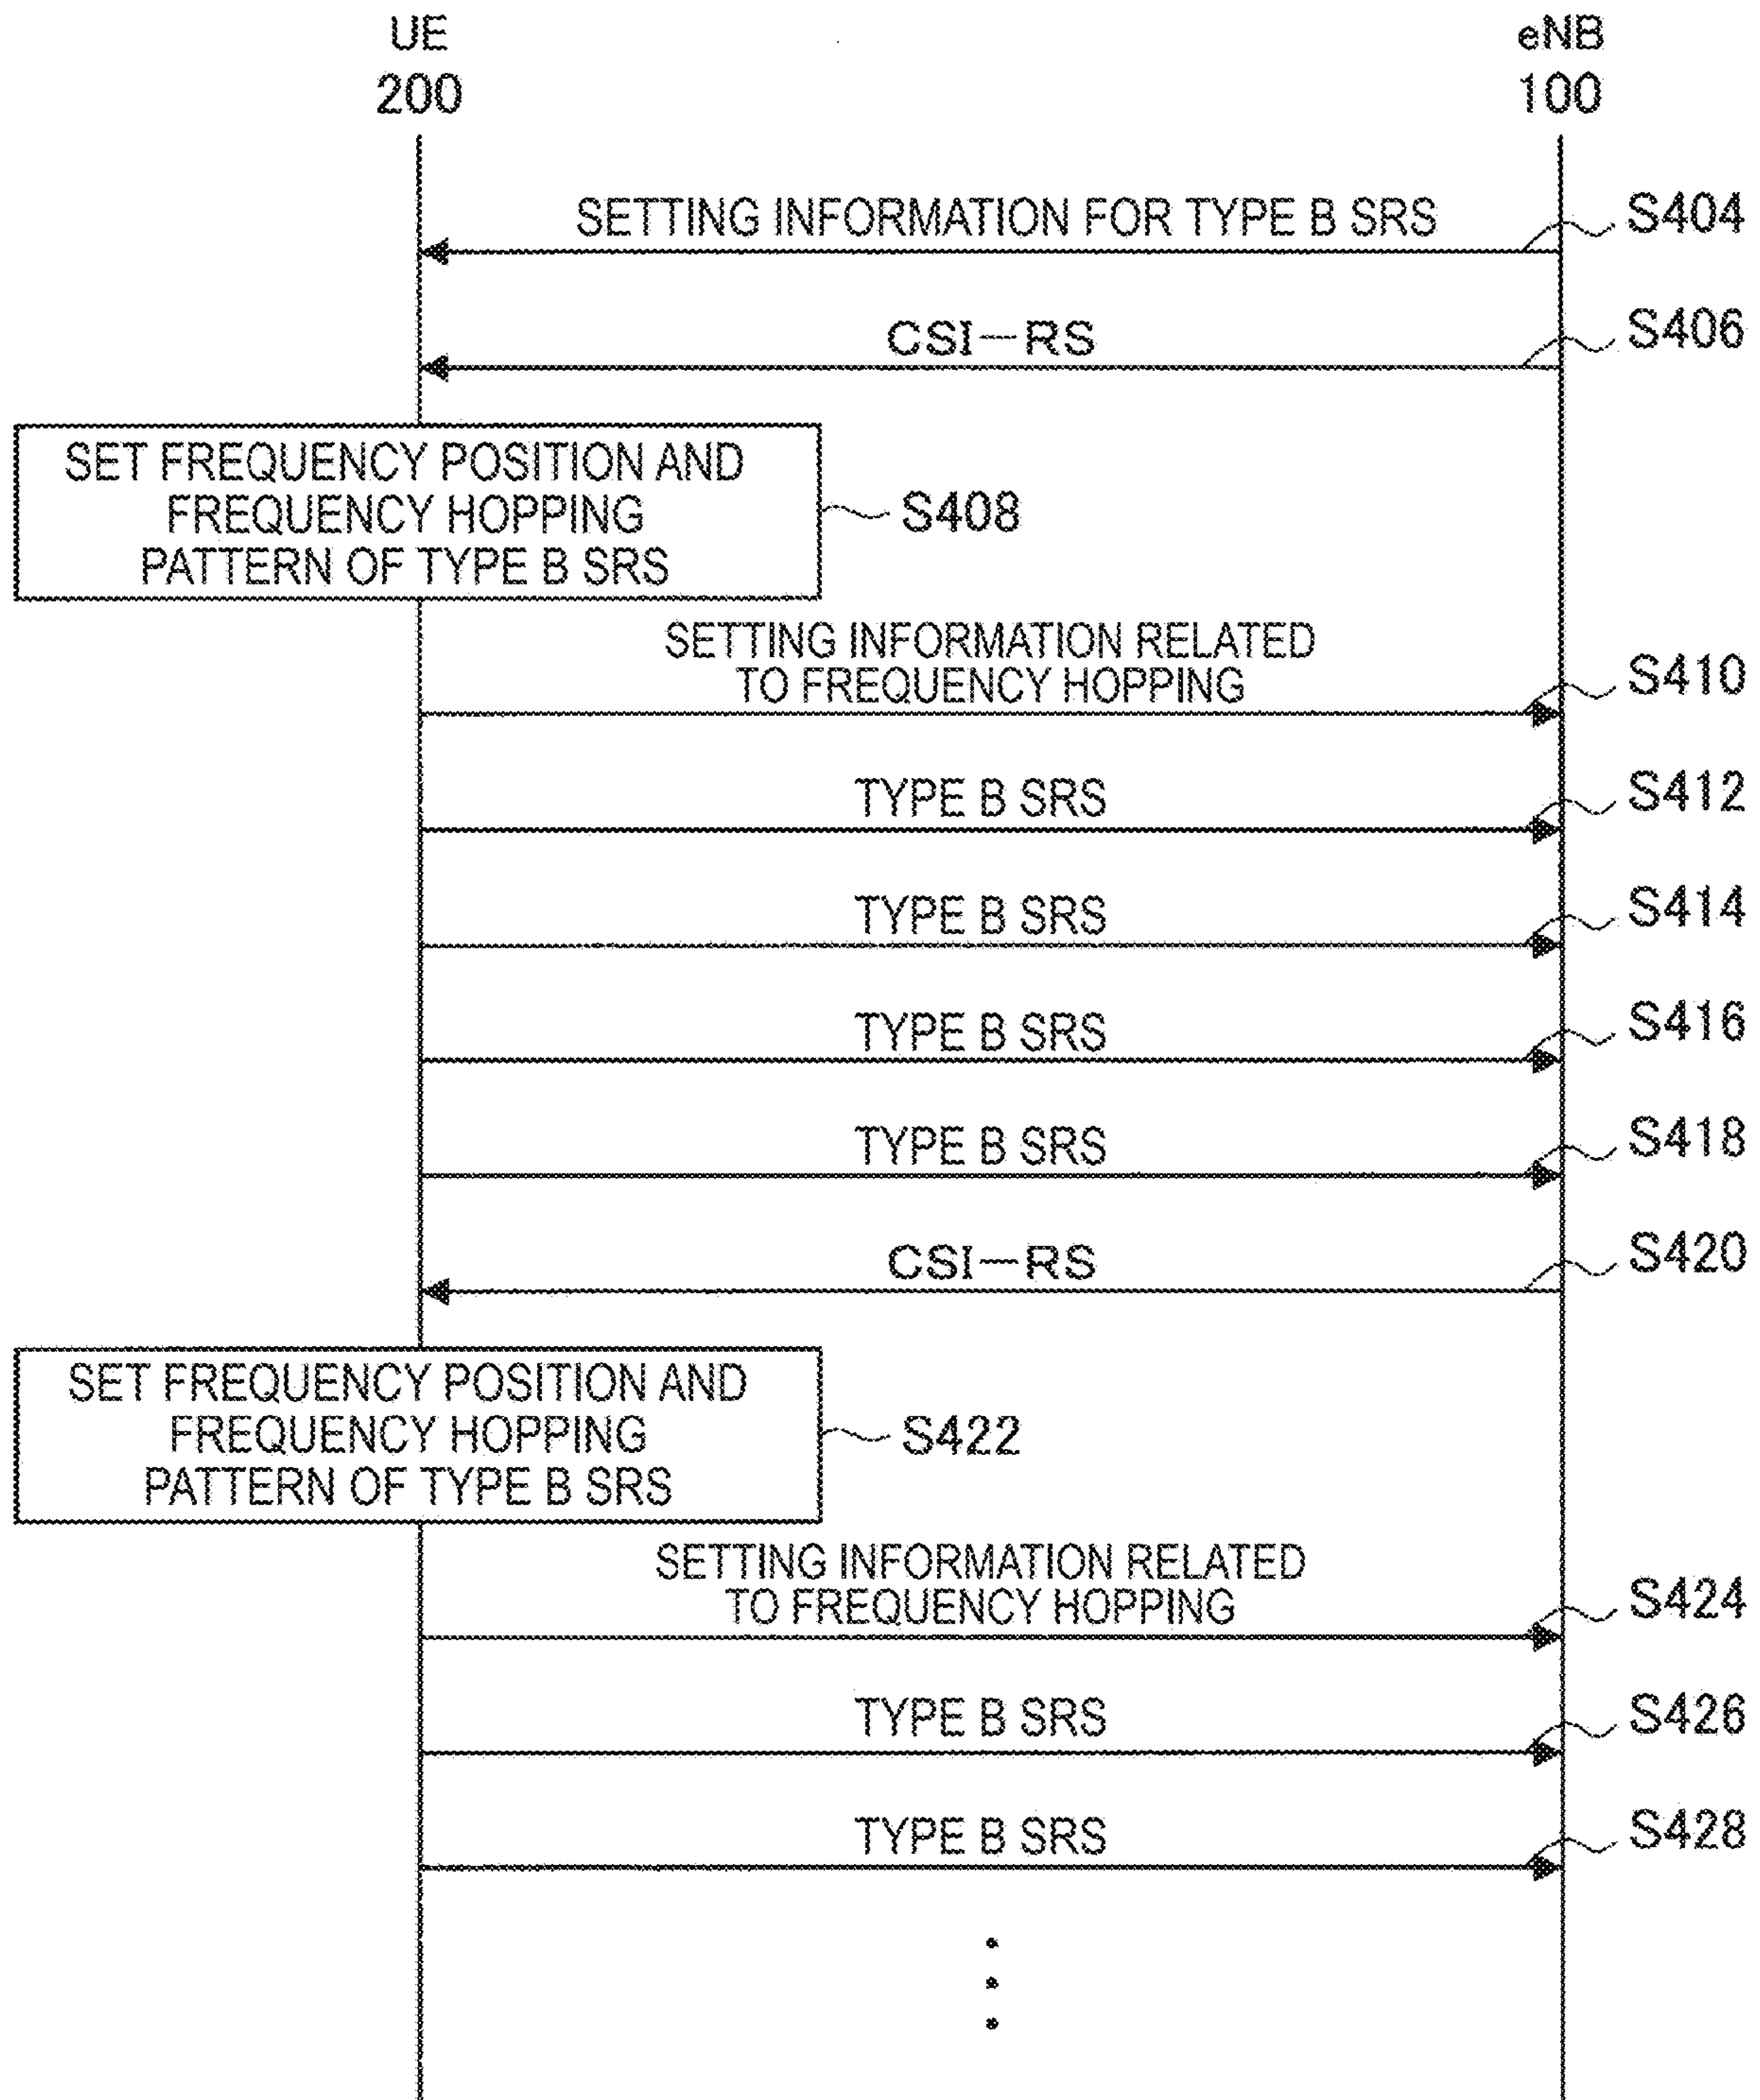 UE
200
eNB
100
SETTING INFORMATION FOR TYPE B SRS
S404
CSI-RS
S406
SET FREQUENCY POSITION AND
FREQUENCY HOPPING
PATTERN OF TYPE B SRS
S408
SETTING INFORMATION RELATED
TO FREQUENCY HOPPING
S410
TYPE B SRS
S412
TYPE B SRS
S414
TYPE B SRS
S416
TYPE B SRS
S418
CSI-RS
S420
SET FREQUENCY POSITION AND
FREQUENCY HOPPING
PATTERN OF TYPE B SRS
S422
SETTING INFORMATION RELATED
TO FREQUENCY HOPPING
S424
TYPE B SRS
S426
TYPE B SRS
S428